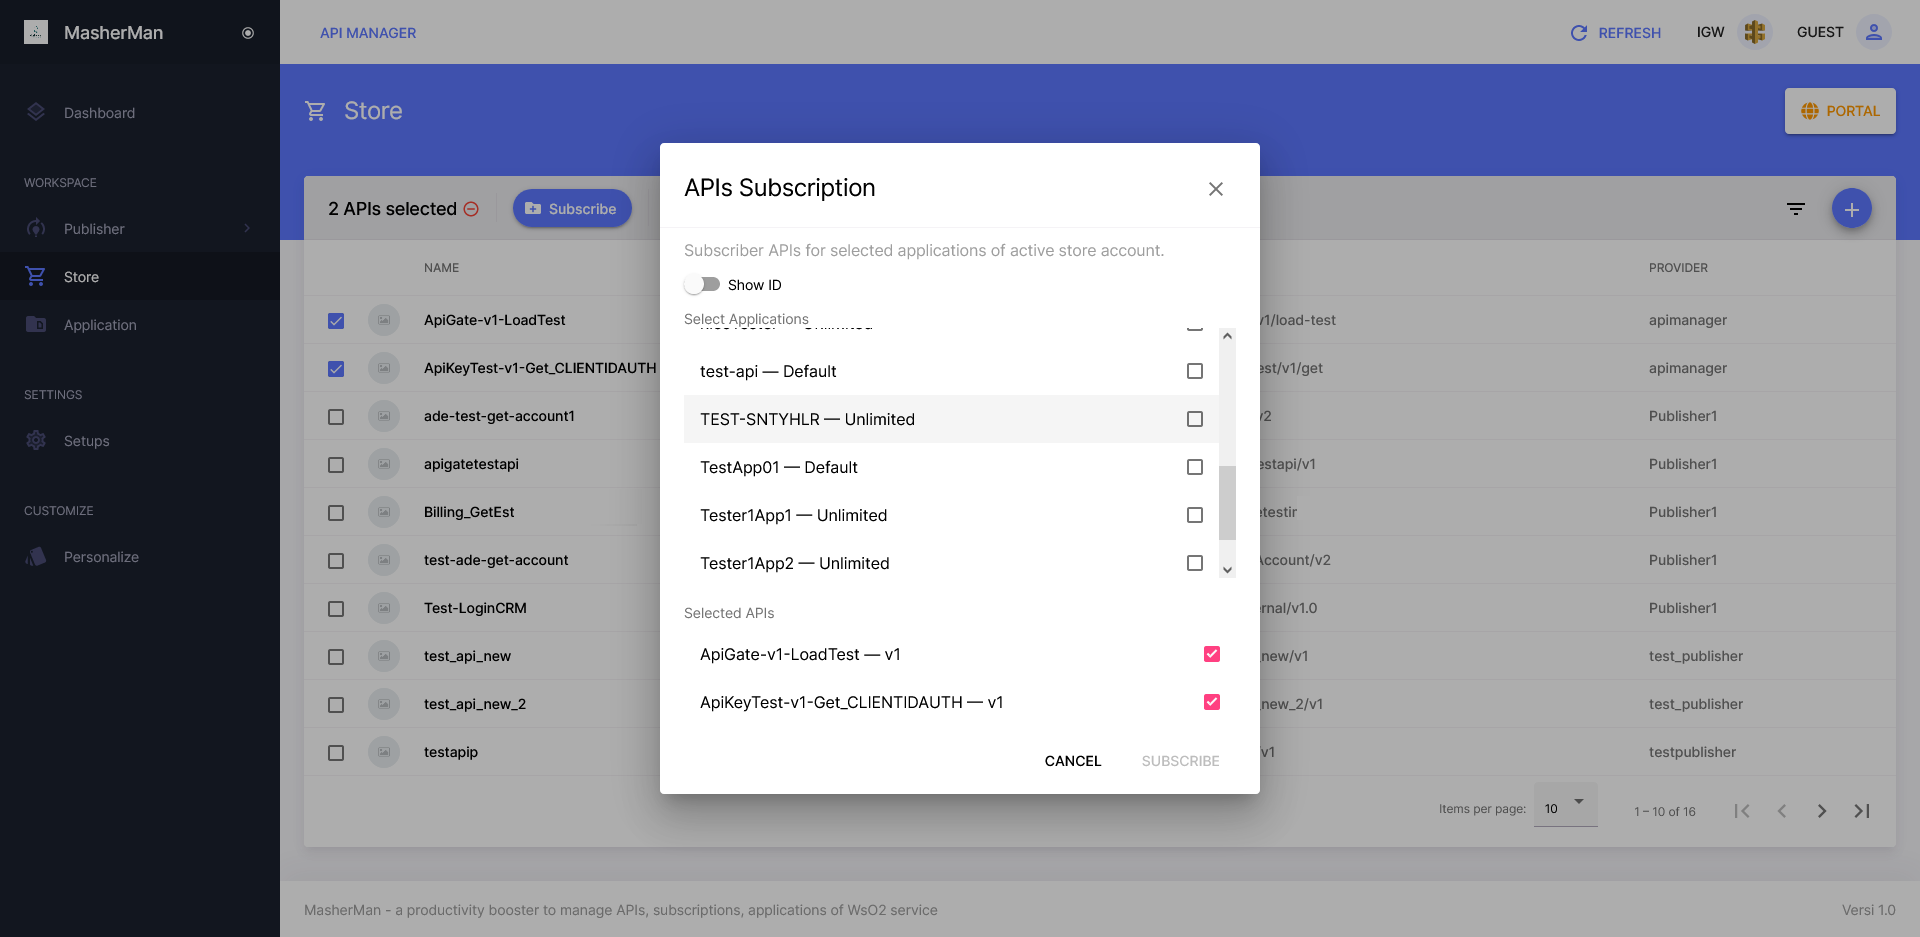 MasherMan
API MANAGER
REFRESH
IGW
GUEST
Dashboard
WORKSPACE
Publisher
Store
Application
SETTINGS
Setups
CUSTOMIZE
Personalize
Store
PORTAL
2 APIs selected
Subscribe
NAME
PROVIDER
ApiGate-v1-LoadTest
v1/load-test
apimanager
ApiKeyTest-v1-Get_CLIENTIDAUTH
est/v1/get
apimanager
ade-test-get-account1
v2
Publisher1
apigatetestapi
estapi/v1
Publisher1
Billing_GetEst
etestir
Publisher1
test-ade-get-account
Account/v2
Publisher1
Test-LoginCRM
rnal/v1.0
Publisher1
test_api_new
_new/v1
test_publisher
test_api_new_2
_new_2/v1
test_publisher
testapip
/v1
testpublisher
Items per page:
10
1 – 10 of 16
APIs Subscription
Subscriber APIs for selected applications of active store account.
Show ID
Select Applications
test-api — Default
TEST-SNTYHLR — Unlimited
TestApp01 — Default
Tester1App1 — Unlimited
Tester1App2 — Unlimited
Selected APIs
ApiGate-v1-LoadTest — v1
ApiKeyTest-v1-Get_CLIENTIDAUTH — v1
CANCEL
SUBSCRIBE
MasherMan - a productivity booster to manage APIs, subscriptions, applications of WsO2 service
Versi 1.0